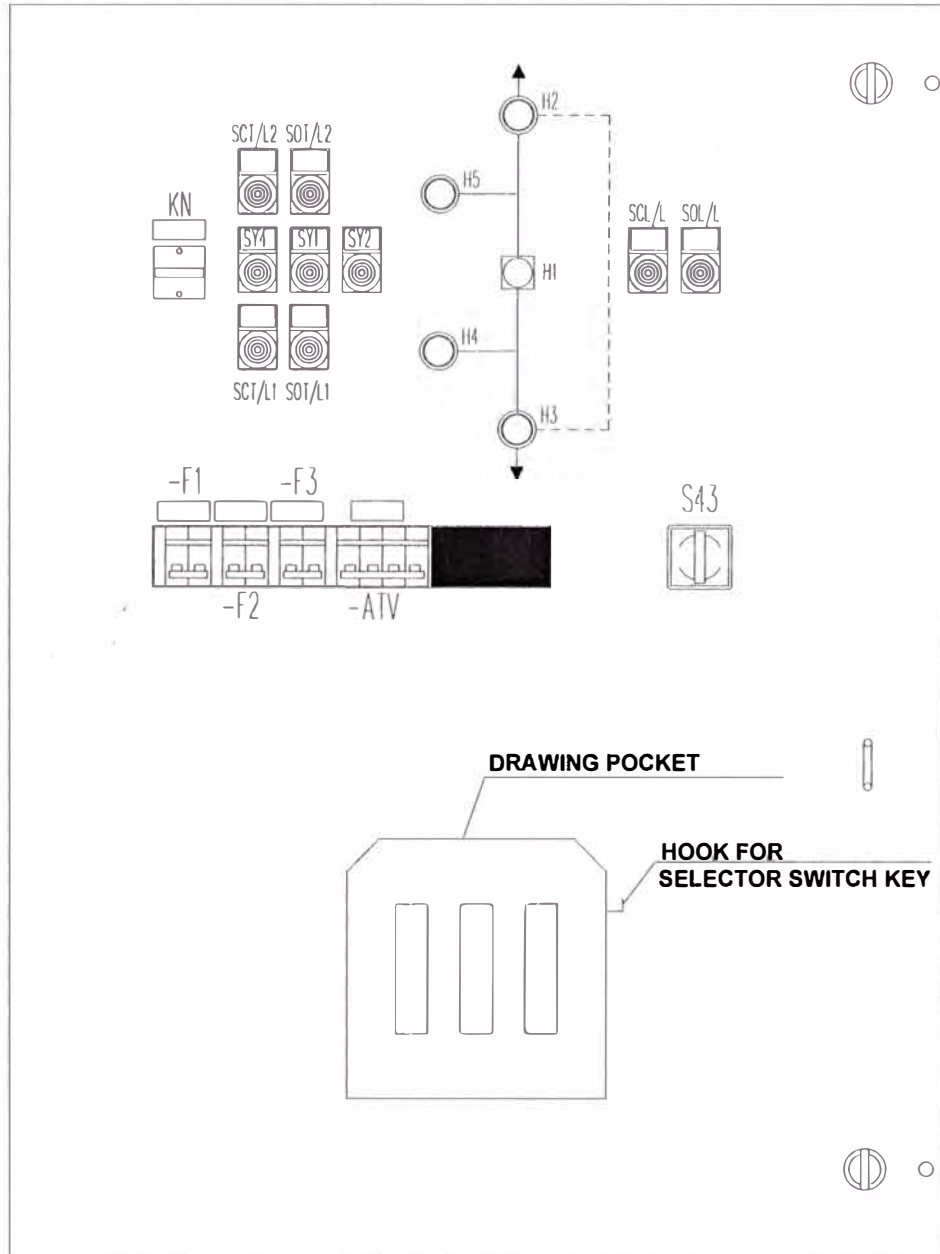 H2
SCT/L2 SOT/L2
H5
KN
SCL/L SOL/L
SY4 SY1 SY2
H1
H4
SCT/L1 SOT/L1
H3
-F1 -F3
S43
-F2 -ATV
DRAWING POCKET
HOOK FOR
SELECTOR SWITCH KEY